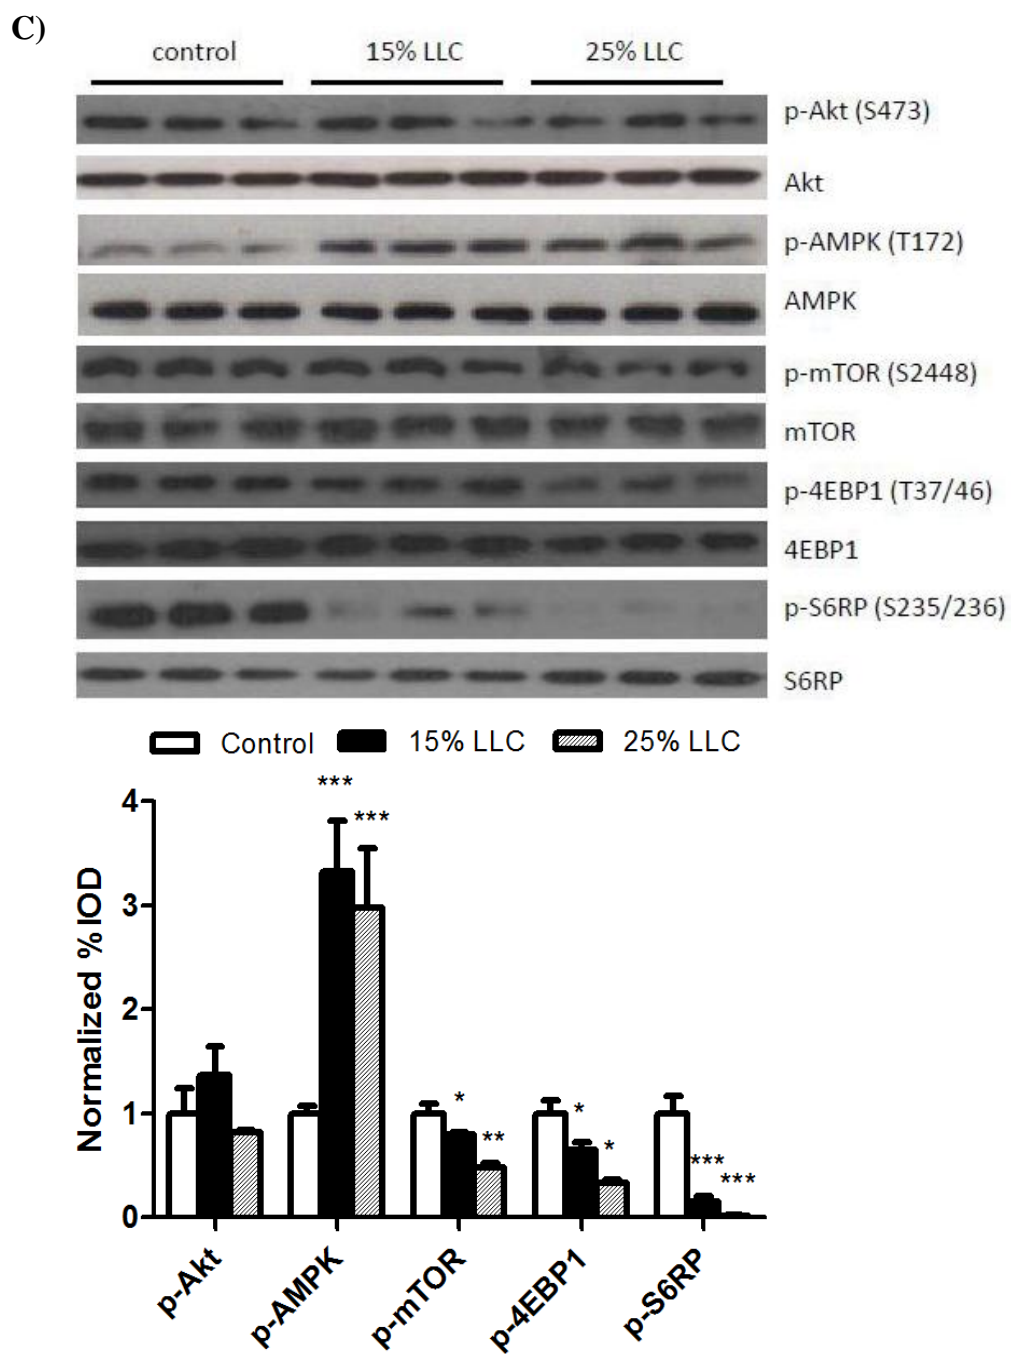 C)
control 15% LLC 25% LLC
p-Akt (S473)
Akt
p-AMPK (T172)
AMPK
p-mTOR (S2448)
mTOR
p-4EBP1 (T37/46)
4EBP1
p-S6RP (S235/236)
S6RP
Control 15% LLC 25% LLC
Normalized % IOD
4
3
2
1
0
***
***
*
**
*
*
***
***
p-Akt
p-AMPK
p-mTOR
p-4EBP1
p-S6RP